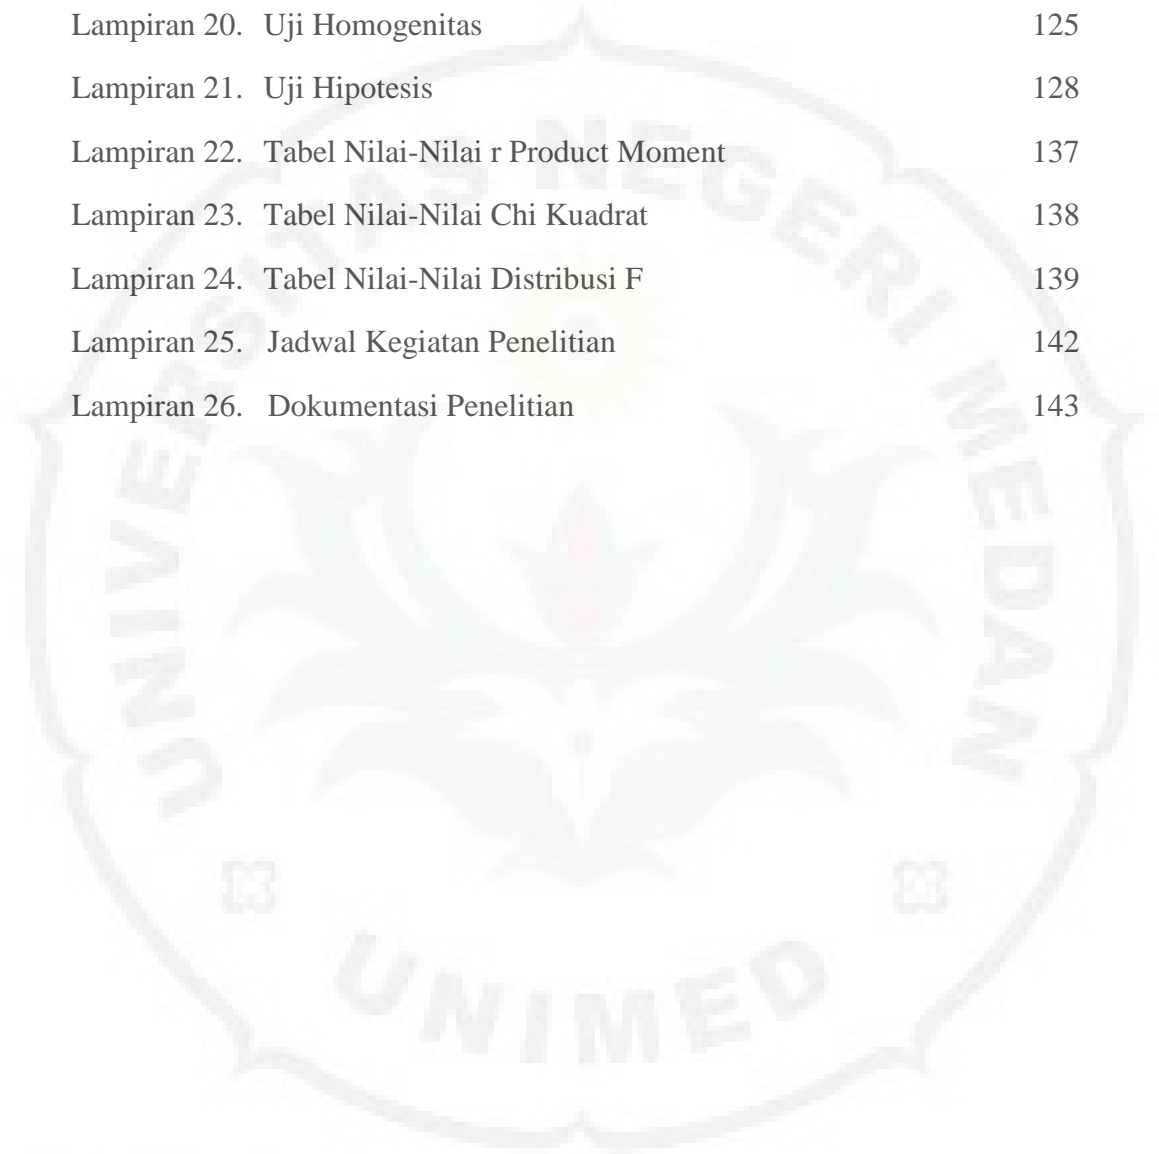 Lampiran 20. Uji Homogenitas 125
Lampiran 21. Uji Hipotesis 128
Lampiran 22. Tabel Nilai-Nilai r Product Moment 137
Lampiran 23. Tabel Nilai-Nilai Chi Kuadrat 138
Lampiran 24. Tabel Nilai-Nilai Distribusi F 139
Lampiran 25. Jadwal Kegiatan Penelitian 142
Lampiran 26. Dokumentasi Penelitian 143
UNIVERSITAS NEGERI MEDAN
UNIMED